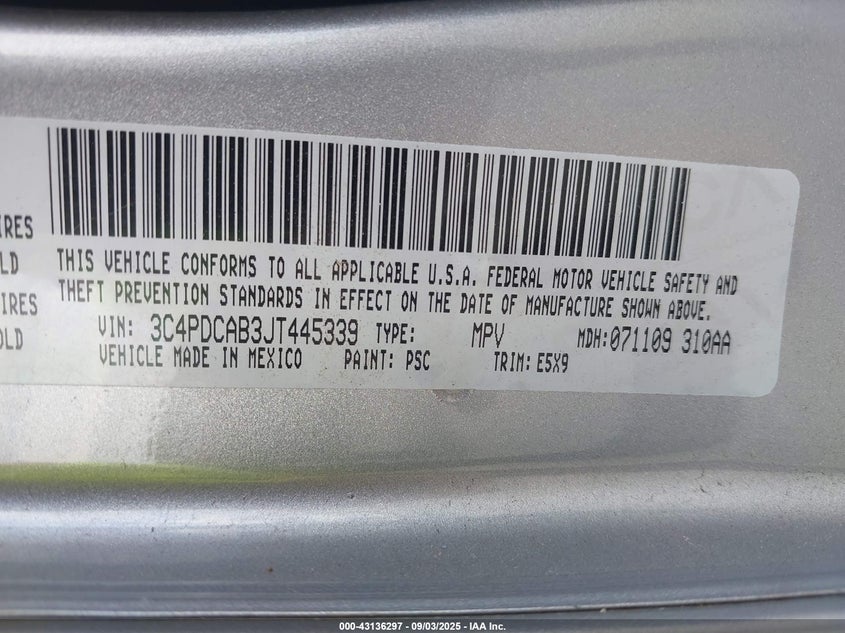 THIS VEHICLE CONFORMS TO ALL APPLICABLE U.S.A. FEDERAL MOTOR VEHICLE SAFETY AND
THEFT PREVENTION STANDARDS IN EFFECT ON THE DATE OF MANUFACTURE SHOWN ABOVE.
VIN: 3C4PDCAB3JT445339 TYPE: MPV MDH:071109 310AA
VEHICLE MADE IN MEXICO PAINT: PSC TRIM: E5X9
IRES
LD
IRES
OLD
000-43136297 - 09/03/2025 - IAA Inc.